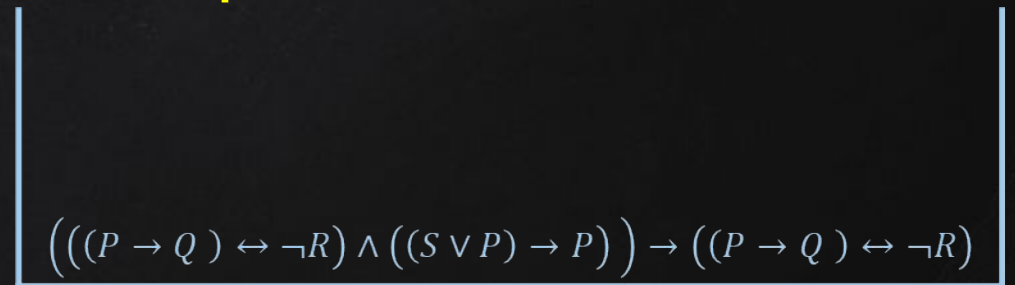 (((P → Q ) ↔ ¬R) ∧ ((S ∨ P) → P)) → ((P → Q ) ↔ ¬R)